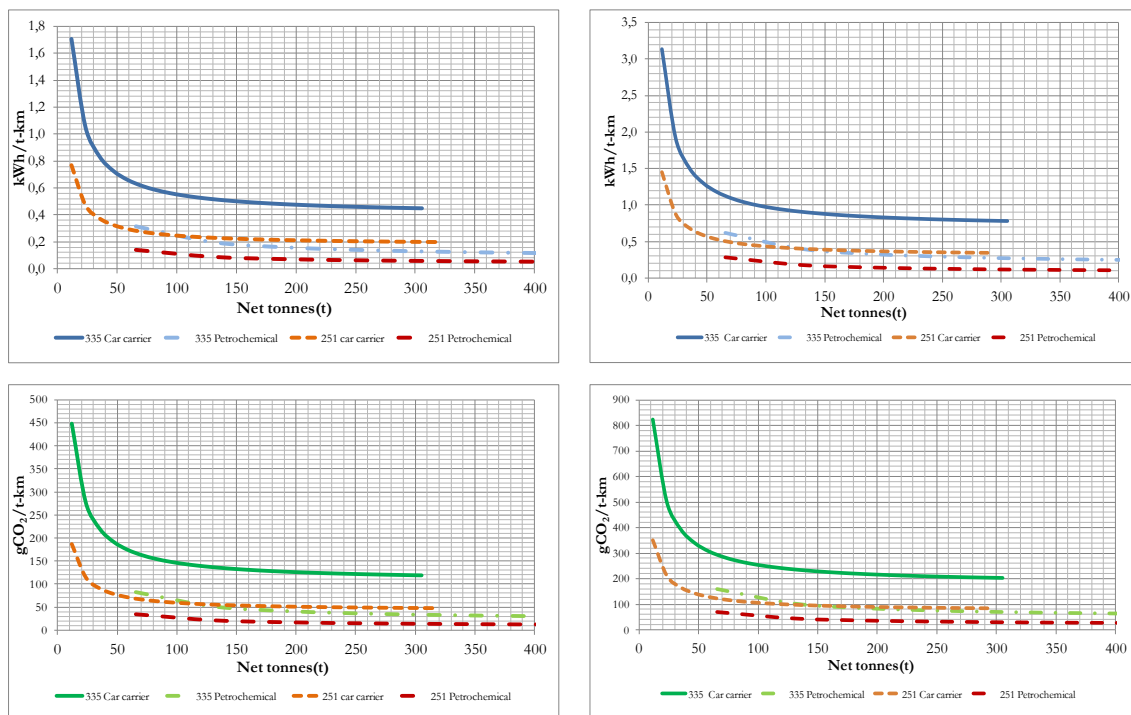 1,8
1,6
1,4
1,2
1,0
0,8
0,6
0,4
0,2
0,0
kWh/t-km
0 50 100 150 200 250 300 350 400
Net tonnes(t)
335 Car carrier 335 Petrochemical 251 car carrier 251 Petrochemical
3,5
3,0
2,5
2,0
1,5
1,0
0,5
0,0
kWh/t-km
0 50 100 150 200 250 300 350 400
Net tonnes(t)
335 Car carrier 335 Petrochemical 251 Car carrier 251 Petrochemical
500
450
400
350
300
250
200
150
100
50
0
gCO₂/t-km
0 50 100 150 200 250 300 350 400
Net tonnes(t)
335 Car carrier 335 Petrochemical 251 car carrier 251 Petrochemical
900
800
700
600
500
400
300
200
100
0
gCO₂/t-km
0 50 100 150 200 250 300 350 400
Net tonnes(t)
335 Car carrier 335 Petrochemical 251 Car carrier 251 Petrochemical